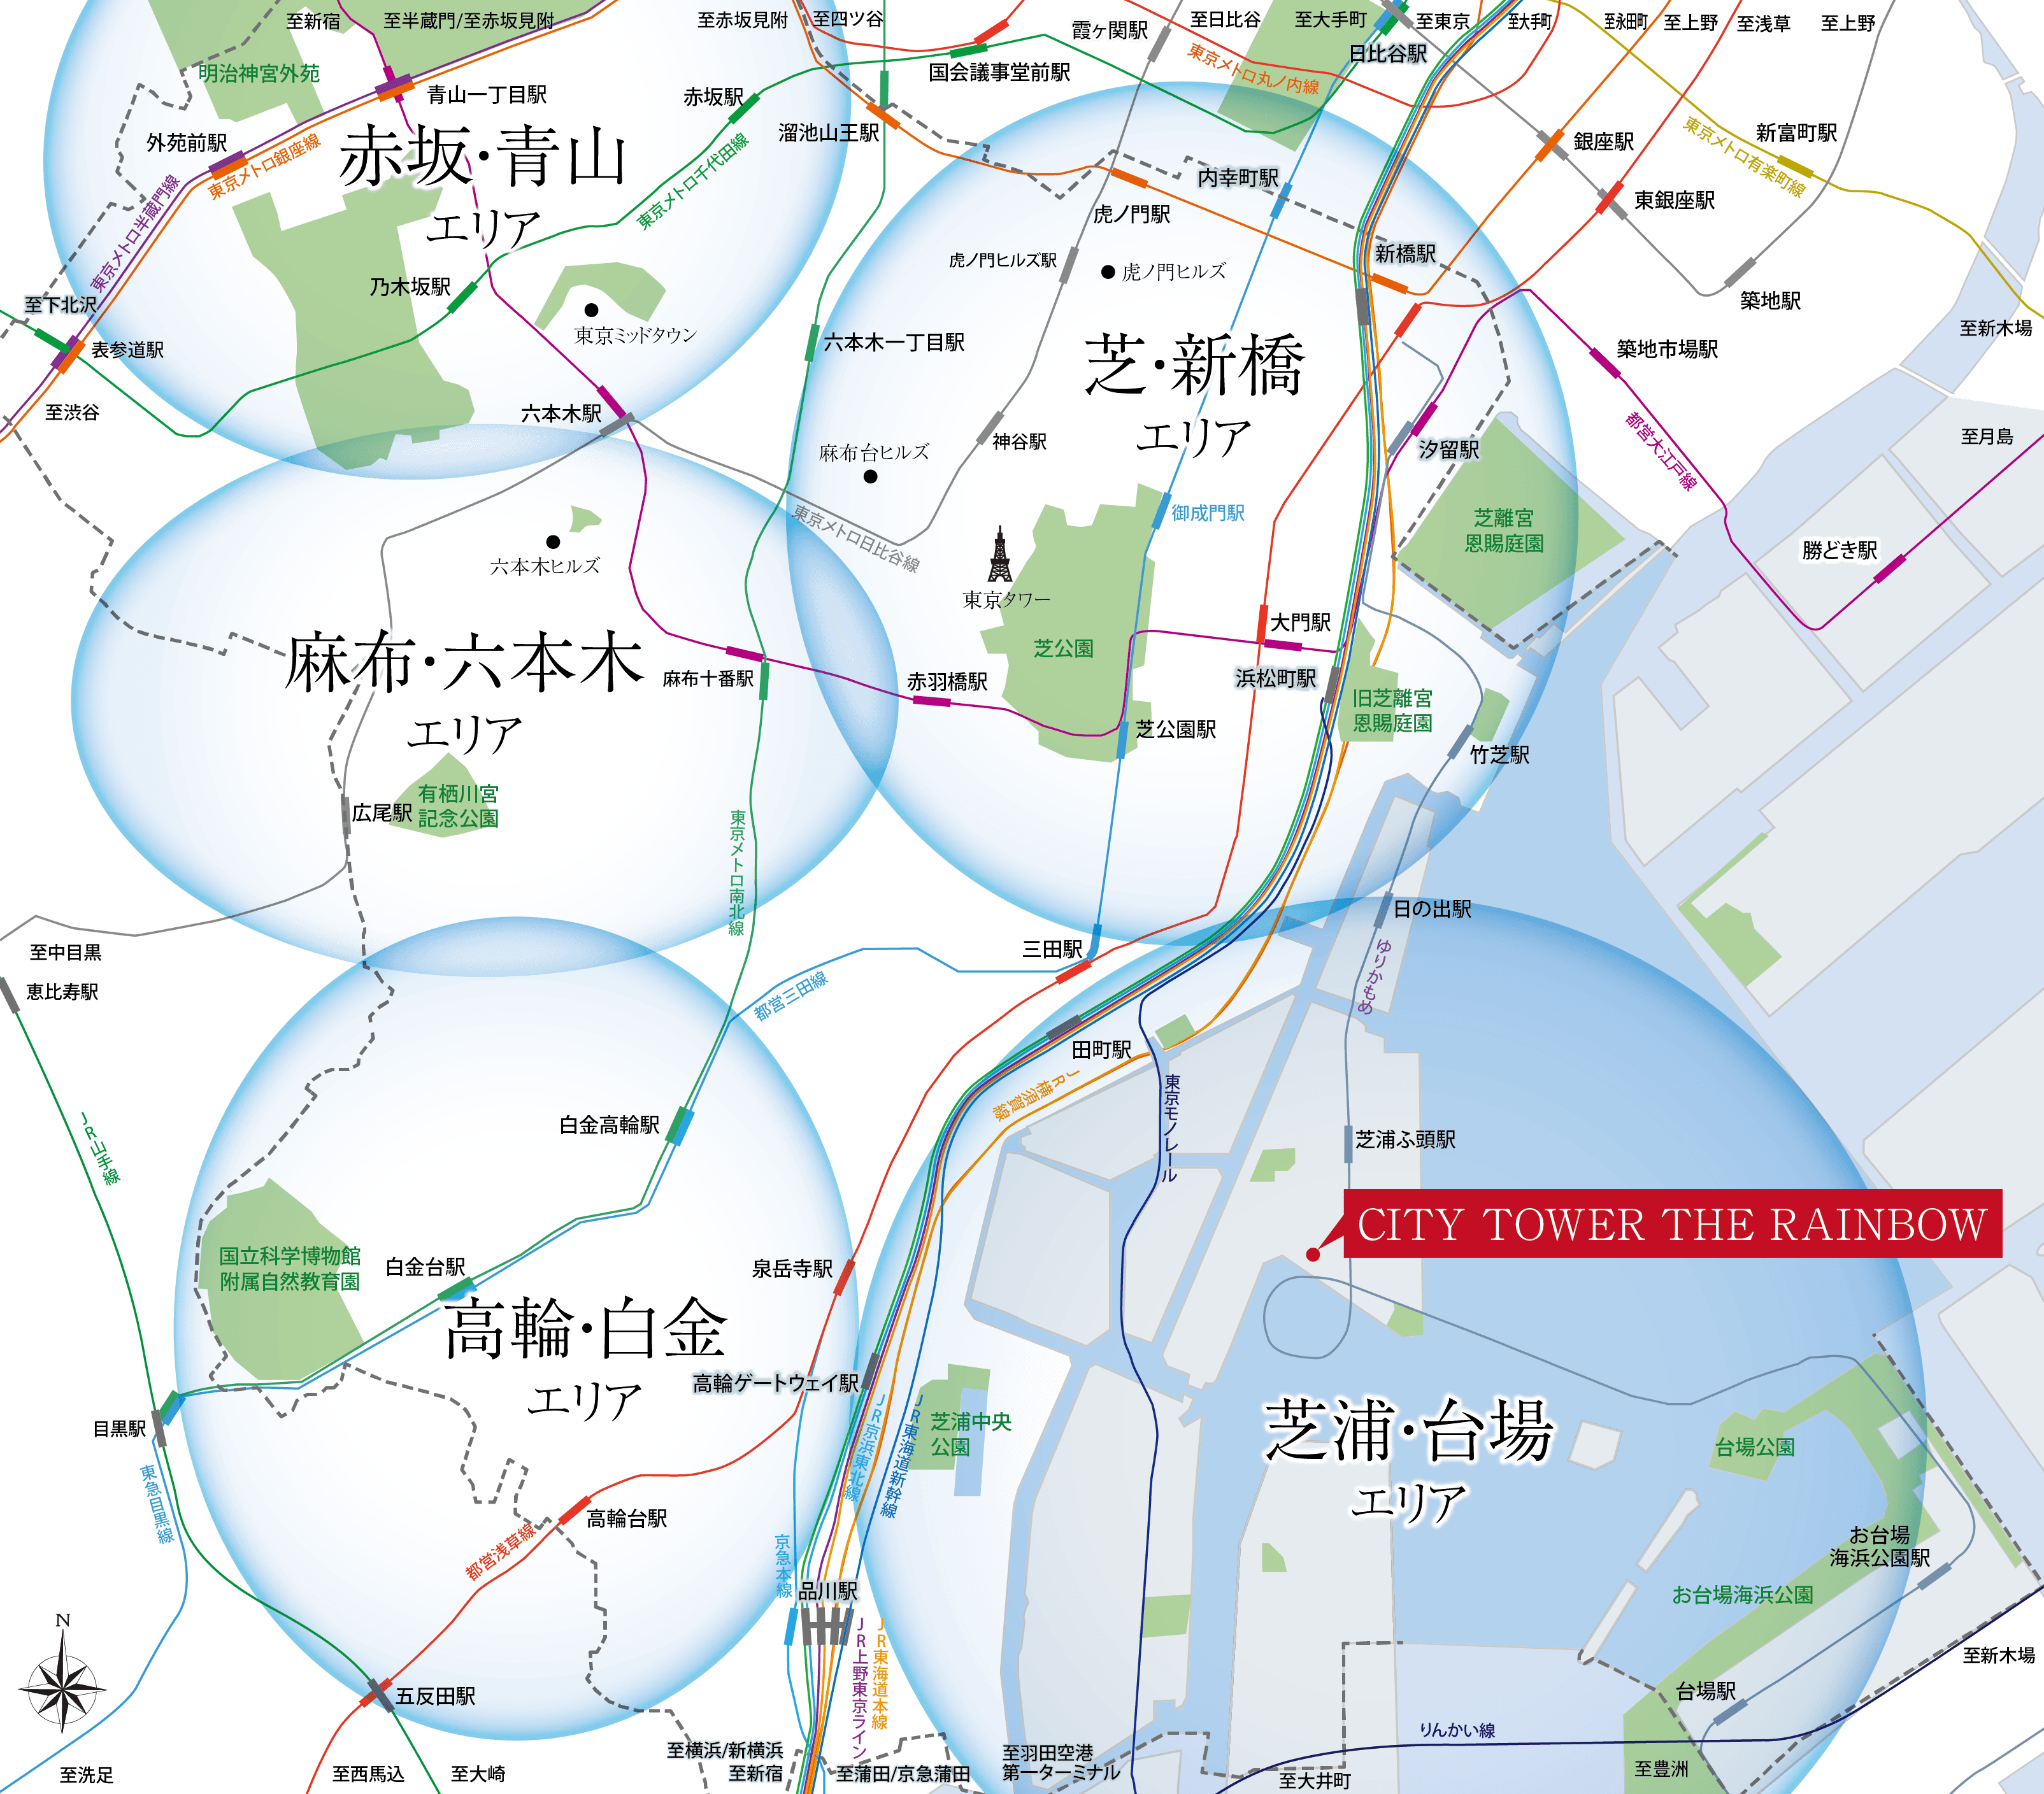 至新宿
至半蔵門/至赤坂見附
至赤坂見附
至四ツ谷
霞ヶ関駅
至日比谷
至大手町
至東京
至大手町
至永田町
至上野
至浅草
至上野
日比谷駅
国会議事堂前駅
東京メトロ丸ノ内線
明治神宮外苑
青山一丁目駅
赤坂駅
溜池山王駅
外苑前駅
東京メトロ銀座線
赤坂・青山
エリア
東京メトロ千代田線
東京メトロ半蔵門線
銀座駅
新富町駅
東京メトロ有楽町線
東銀座駅
内幸町駅
虎ノ門駅
虎ノ門ヒルズ駅
虎ノ門ヒルズ
新橋駅
築地駅
至新木場
至下北沢
乃木坂駅
表参道駅
至渋谷
東京ミッドタウン
六本木一丁目駅
六本木駅
芝・新橋
エリア
築地市場駅
都営大江戸線
至月島
汐留駅
神谷駅
麻布台ヒルズ
東京メトロ日比谷線
御成門駅
芝離宮
恩賜庭園
勝どき駅
六本木ヒルズ
東京タワー
芝公園
大門駅
浜松町駅
旧芝離宮
恩賜庭園
竹芝駅
麻布・六本木
エリア
麻布十番駅
赤羽橋駅
芝公園駅
広尾駅
有栖川宮
記念公園
東京メトロ南北線
至中目黒
恵比寿駅
三田駅
日の出駅
ゆりかもめ
都営三田線
田町駅
JR横須賀線
東京モノレール
芝浦ふ頭駅
白金高輪駅
JR山手線
CITY TOWER THE RAINBOW
国立科学博物館
附属自然教育園
白金台駅
泉岳寺駅
高輪・白金
エリア
高輪ゲートウェイ駅
目黒駅
東急目黒線
芝浦中央
公園
JR京浜東北線
JR東海道新幹線
芝浦・台場
エリア
台場公園
お台場
海浜公園駅
お台場海浜公園
高輪台駅
都営浅草線
京急本線
品川駅
JR上野東京ライン
JR東海道本線
N
五反田駅
台場駅
りんかい線
至新木場
至洗足
至西馬込
至大崎
至横浜/新横浜
至新宿
至蒲田/京急蒲田
至羽田空港
第一ターミナル
至大井町
至豊洲